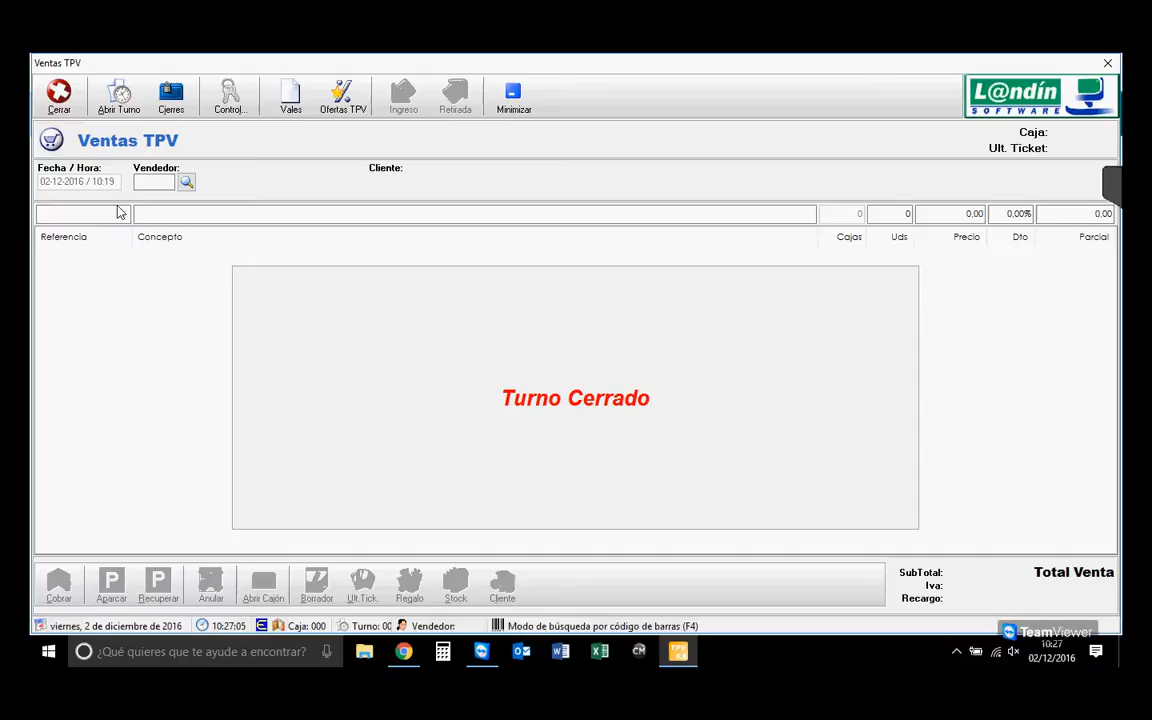 Ventas TPV
Cerrar Abrir Turno Cierres Control... Vales Ofertas TPV Ingreso Retirada Minimizar
L@ndín
SOFTWARE
Ventas TPV
Caja:
Ult. Ticket:
Fecha / Hora: Vendedor: Cliente:
02-12-2016 / 10:19
0 0 0,00 0,00% 0,00
Referencia Concepto Cajas Uds Precio Dto Parcial
Turno Cerrado
Cobrar Aparcar Recuperar Anular Abrir Cajón Borrador Ult.Tick. Regalo Stock Cliente
SubTotal: Total Venta
Iva:
Recargo:
viernes, 2 de diciembre de 2016 10:27:05 Caja: 000 Turno: 00 Vendedor: Modo de búsqueda por código de barras (F4)
TeamViewer
¿Qué quieres que te ayude a encontrar? TPV
10:27
02/12/2016